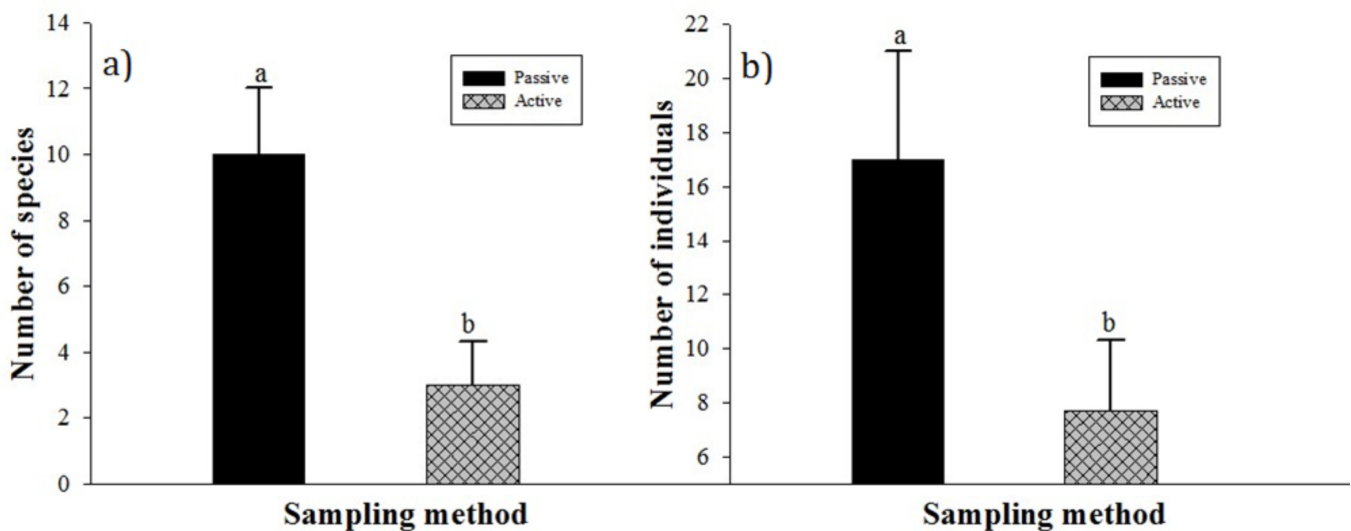 a)
Number of species
14
12
10
8
6
4
2
0
a
b
Passive
Active
Sampling method
b)
Number of individuals
22
20
18
16
14
12
10
8
6
a
b
Passive
Active
Sampling method